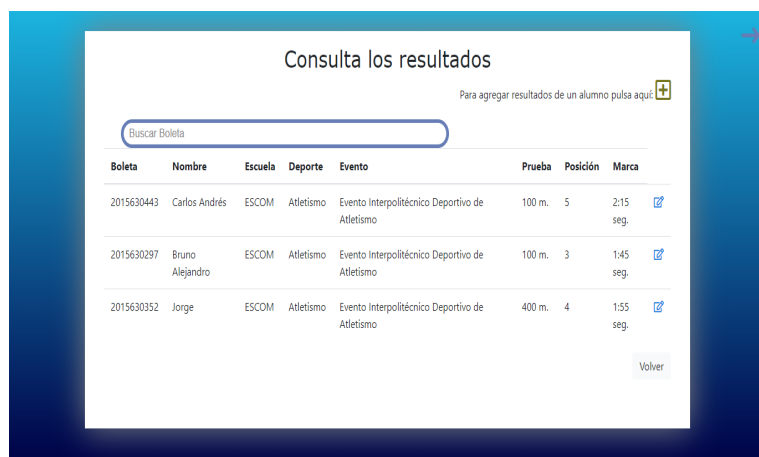 Consulta los resultados
Para agregar resultados de un alumno pulsa aquí:
Buscar Boleta
Boleta Nombre Escuela Deporte Evento Prueba Posición Marca
2015630443 Carlos Andrés ESCOM Atletismo Evento Interpolitécnico Deportivo de 100 m. 5 2:15
Atletismo seg.
2015630297 Bruno ESCOM Atletismo Evento Interpolitécnico Deportivo de 100 m. 3 1:45
Alejandro Atletismo seg.
2015630352 Jorge ESCOM Atletismo Evento Interpolitécnico Deportivo de 400 m. 4 1:55
Atletismo seg.
Volver